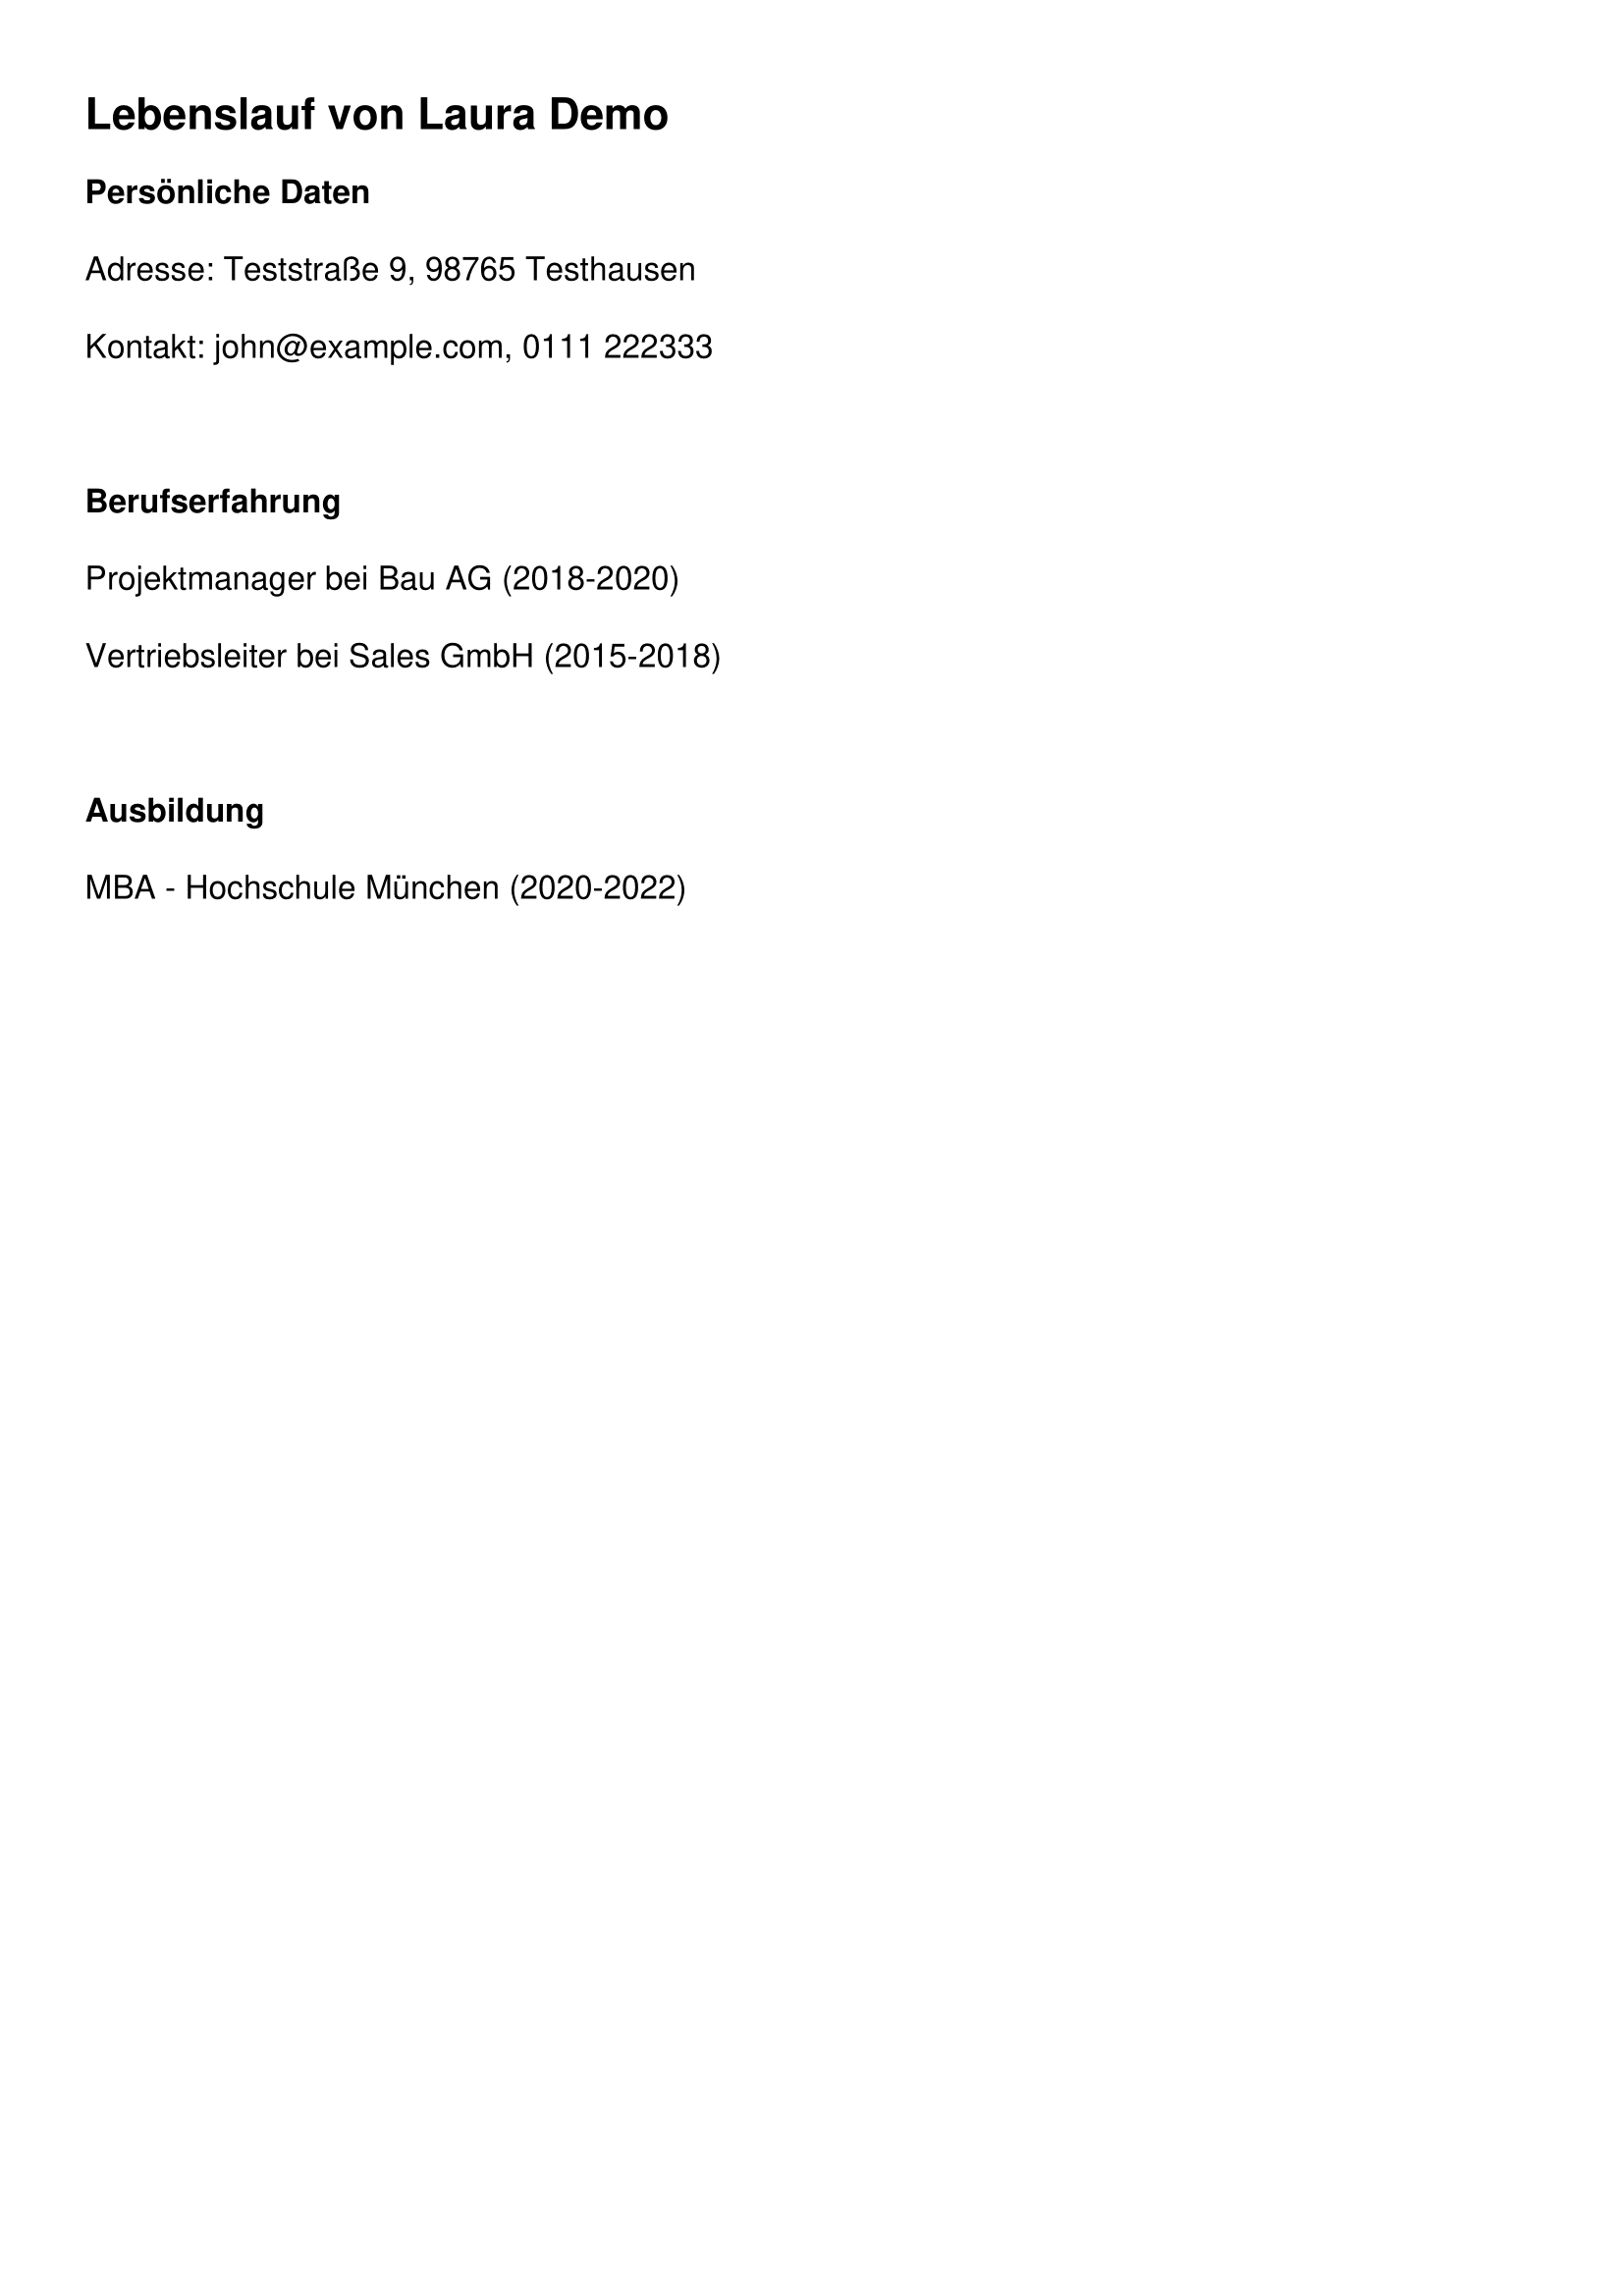 Lebenslauf von Laura Demo
Persönliche Daten
Adresse: Teststraße 9, 98765 Testhausen
Kontakt: john@example.com, 0111 222333
Berufserfahrung
Projektmanager bei Bau AG (2018-2020)
Vertriebsleiter bei Sales GmbH (2015-2018)
Ausbildung
MBA - Hochschule München (2020-2022)